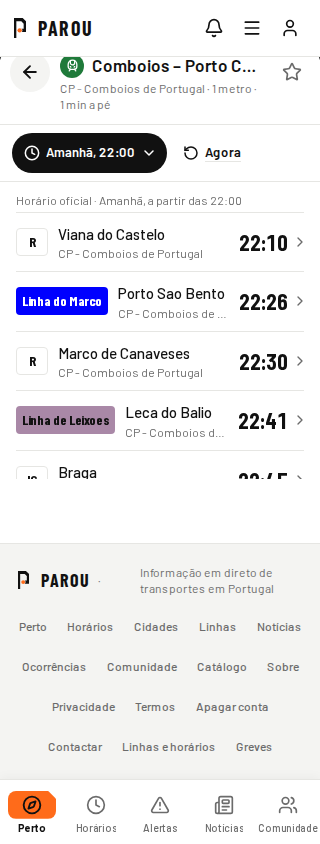 PAROU
Comboios – Porto C...
CP - Comboios de Portugal · 1 metro ·
1 min a pé
Amanhã, 22:00
Agora
Horário oficial · Amanhã, a partir das 22:00
R
Viana do Castelo
CP - Comboios de Portugal
22:10
Linha do Marco
Porto Sao Bento
CP - Comboios de ...
22:26
R
Marco de Canaveses
CP - Comboios de Portugal
22:30
Linha de Leixoes
Leca do Balio
CP - Comboios d...
22:41
Braga
22:45
PAROU ·
Informação em direto de
transportes em Portugal
Perto Horários Cidades Linhas Notícias
Ocorrências Comunidade Catálogo Sobre
Privacidade Termos Apagar conta
Contactar Linhas e horários Greves
Perto Horários Alertas Notícias Comunidade